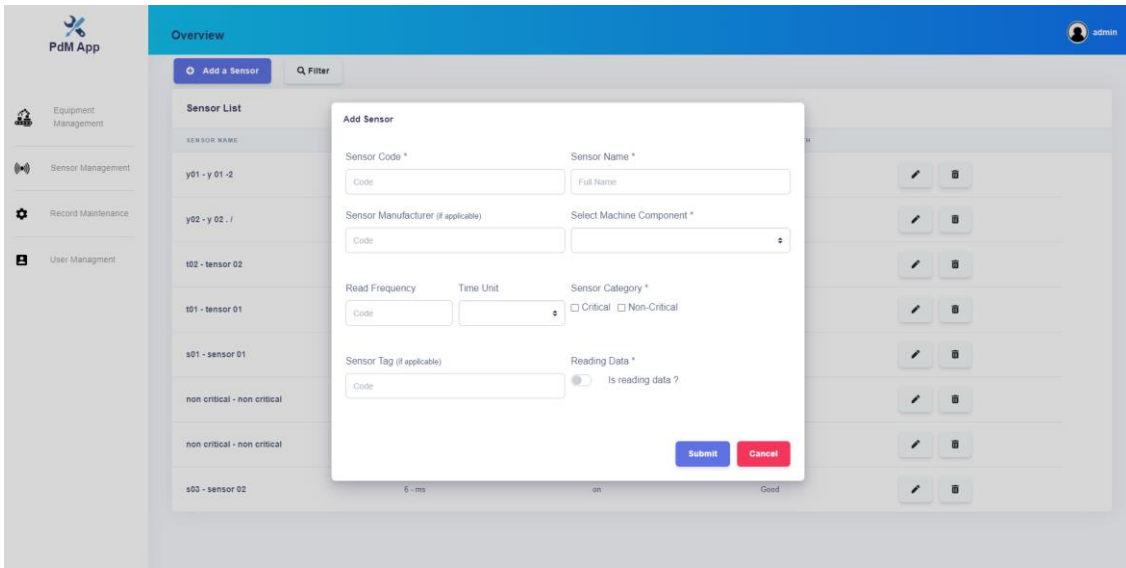 PdM App
Overview
admin
Add a Sensor
Filter
Equipment
Management
Sensor Management
Record Maintenance
User Managment
Sensor List
SENSOR NAME
y01 - y 01 -2
y02 - y 02 . /
t02 - tensor 02
t01 - tensor 01
s01 - sensor 01
non critical - non critical
non critical - non critical
s03 - sensor 02 6 - ms on Good
Add Sensor
Sensor Code * Sensor Name *
Code Full Name
Sensor Manufacturer (if applicable) Select Machine Component *
Code
Read Frequency Time Unit Sensor Category *
Code Critical Non-Critical
Sensor Tag (if applicable) Reading Data *
Code Is reading data ?
Submit Cancel